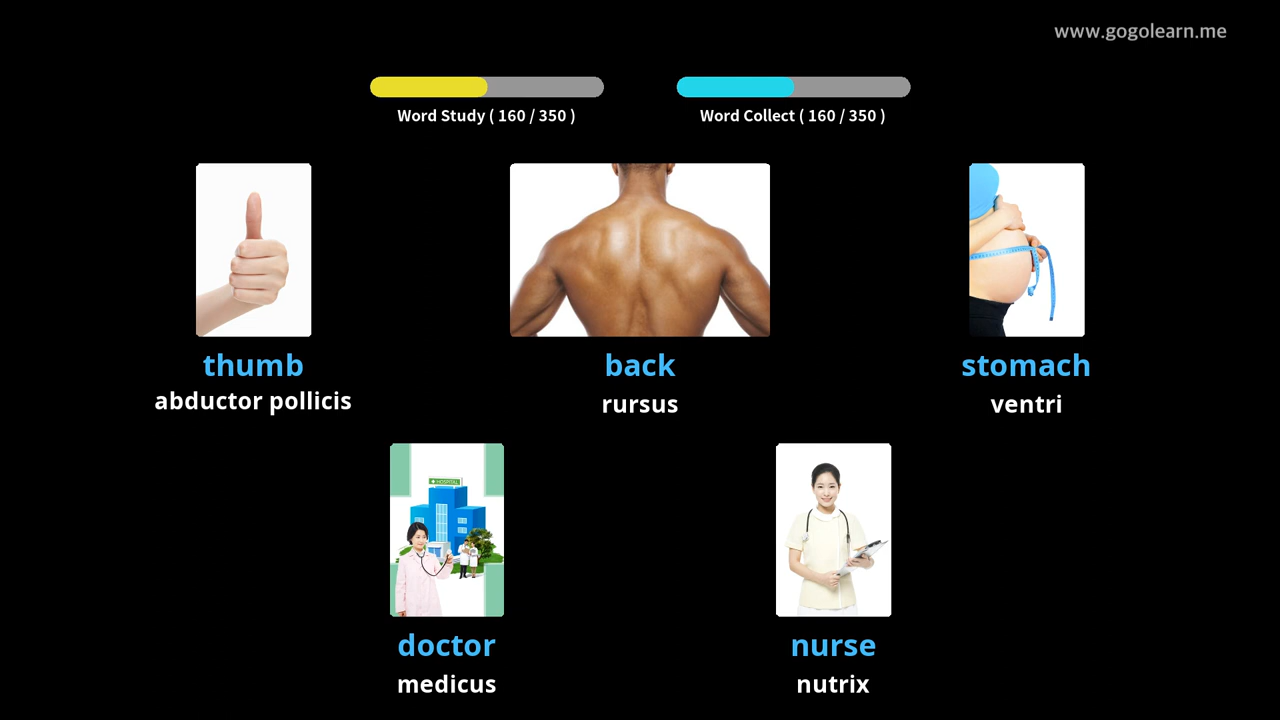 www.gogolearn.me
Word Study ( 160 / 350 )
Word Collect ( 160 / 350 )
thumb
abductor pollicis
back
rursus
stomach
ventri
HOSPITAL
doctor
medicus
nurse
nutrix